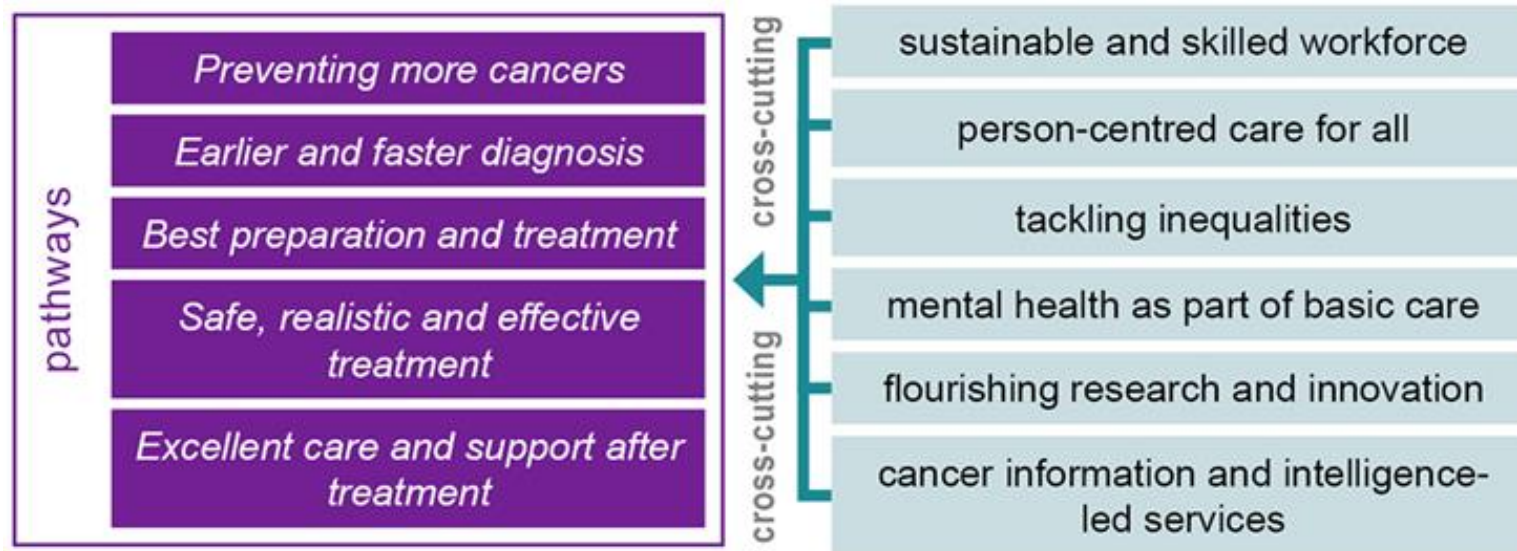 pathways
Preventing more cancers
Earlier and faster diagnosis
Best preparation and treatment
Safe, realistic and effective
treatment
Excellent care and support after
treatment
cross-cutting
cross-cutting
sustainable and skilled workforce
person-centred care for all
tackling inequalities
mental health as part of basic care
flourishing research and innovation
cancer information and intelligence-
led services